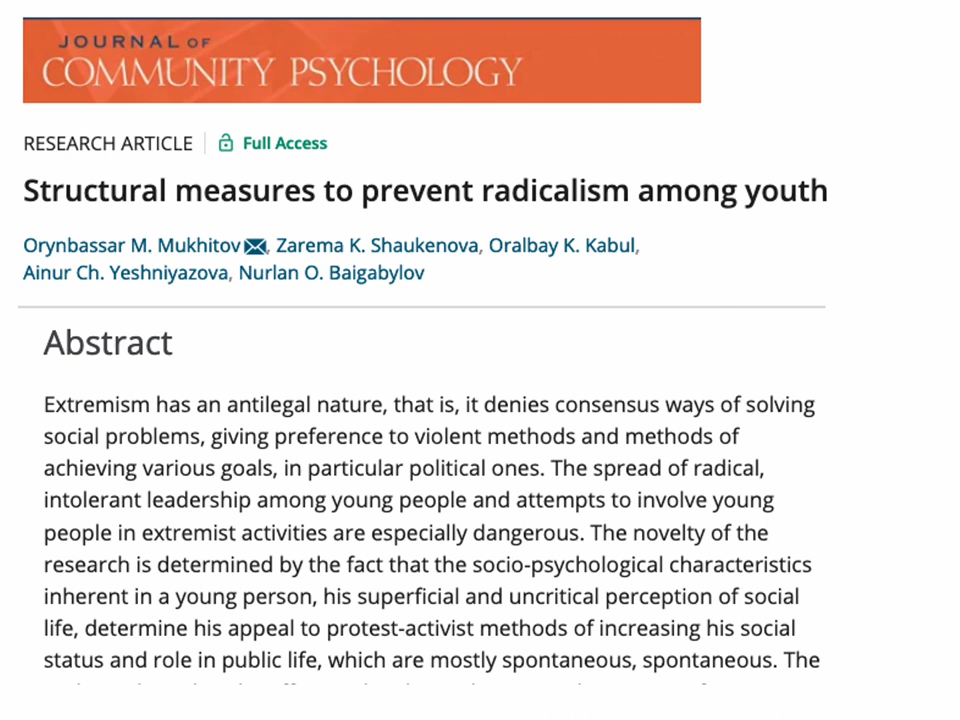 JOURNAL OF
COMMUNITY PSYCHOLOGY
RESEARCH ARTICLE Full Access
Structural measures to prevent radicalism among youth
Orynbassar M. Mukhitov, Zarema K. Shaukenova, Oralbay K. Kabul,
Ainur Ch. Yeshniyazova, Nurlan O. Baigabylov
Abstract
Extremism has an antilegal nature, that is, it denies consensus ways of solving
social problems, giving preference to violent methods and methods of
achieving various goals, in particular political ones. The spread of radical,
intolerant leadership among young people and attempts to involve young
people in extremist activities are especially dangerous. The novelty of the
research is determined by the fact that the socio-psychological characteristics
inherent in a young person, his superficial and uncritical perception of social
life, determine his appeal to protest-activist methods of increasing his social
status and role in public life, which are mostly spontaneous, spontaneous. The